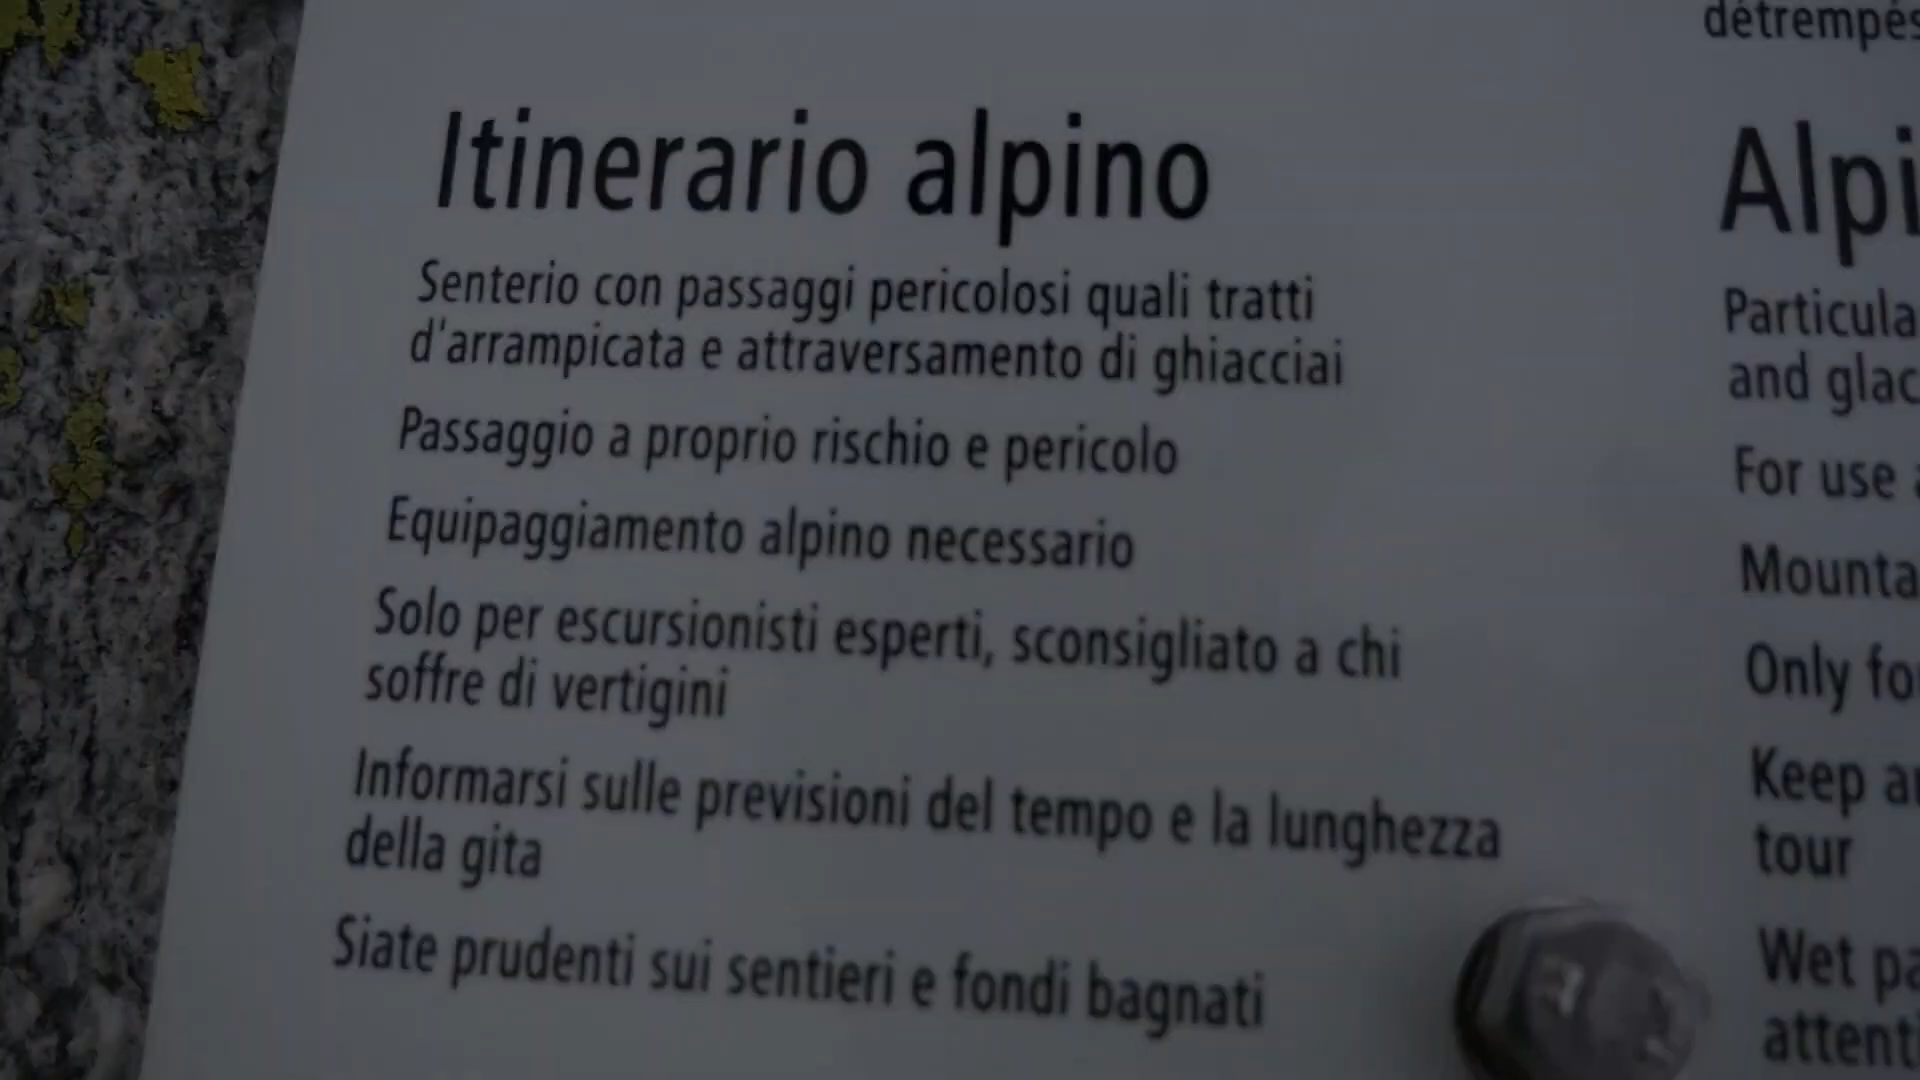 détrempés
Itinerario alpino
Senterio con passaggi pericolosi quali tratti
d'arrampicata e attraversamento di ghiacciai
Passaggio a proprio rischio e pericolo
Equipaggiamento alpino necessario
Solo per escursionisti esperti, sconsigliato a chi
soffre di vertigini
Informarsi sulle previsioni del tempo e la lunghezza
della gita
Siate prudenti sui sentieri e fondi bagnati
Alpi
Particula
and glac
For use
Mounta
Only fo
Keep
tour
Wet pa
attenti